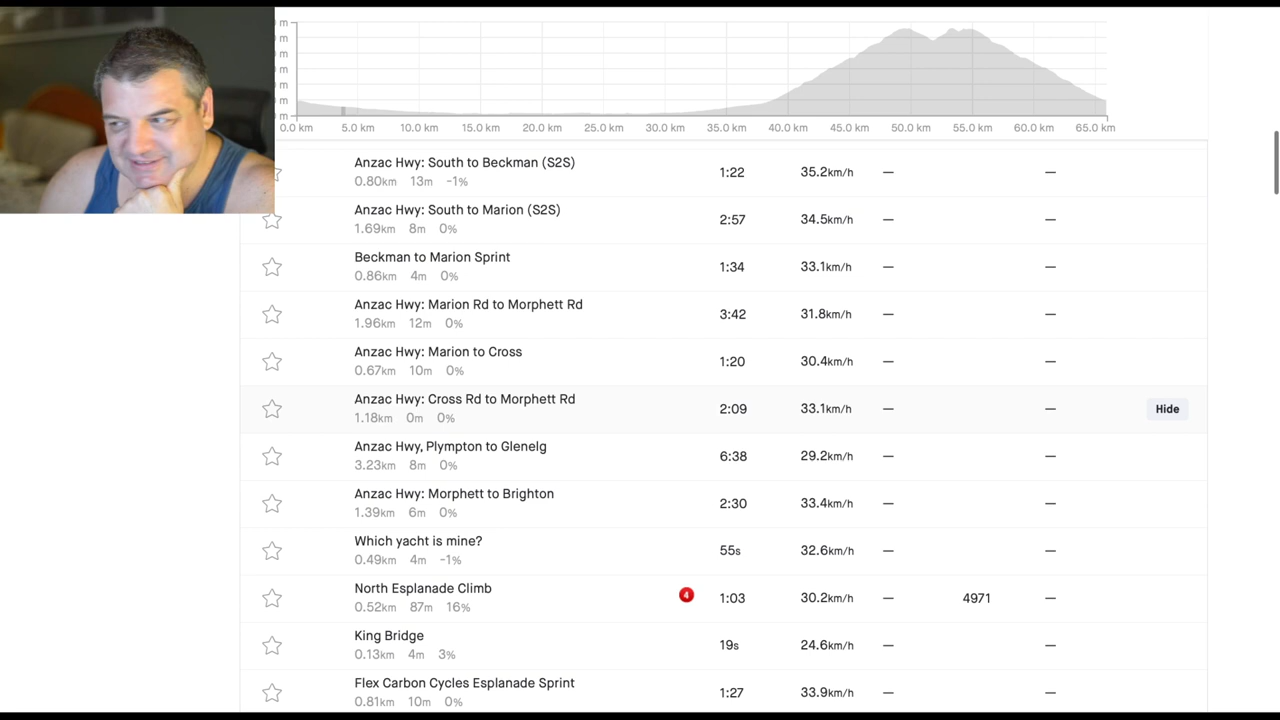 m
m
m
m
m
m
0.0 km 5.0 km 10.0 km 15.0 km 20.0 km 25.0 km 30.0 km 35.0 km 40.0 km 45.0 km 50.0 km 55.0 km 60.0 km 65.0 km
Anzac Hwy: South to Beckman (S2S)
0.80km 13m -1% 1:22 35.2km/h — —
Anzac Hwy: South to Marion (S2S)
1.69km 8m 0% 2:57 34.5km/h — —
Beckman to Marion Sprint
0.86km 4m 0% 1:34 33.1km/h — —
Anzac Hwy: Marion Rd to Morphett Rd
1.96km 12m 0% 3:42 31.8km/h — —
Anzac Hwy: Marion to Cross
0.67km 10m 0% 1:20 30.4km/h — —
Anzac Hwy: Cross Rd to Morphett Rd
1.18km 0m 0% 2:09 33.1km/h — — Hide
Anzac Hwy, Plympton to Glenelg
3.23km 8m 0% 6:38 29.2km/h — —
Anzac Hwy: Morphett to Brighton
1.39km 6m 0% 2:30 33.4km/h — —
Which yacht is mine?
0.49km 4m -1% 55s 32.6km/h — —
North Esplanade Climb
0.52km 87m 16% 4 1:03 30.2km/h — 4971 —
King Bridge
0.13km 4m 3% 19s 24.6km/h — —
Flex Carbon Cycles Esplanade Sprint
0.81km 10m 0% 1:27 33.9km/h — —